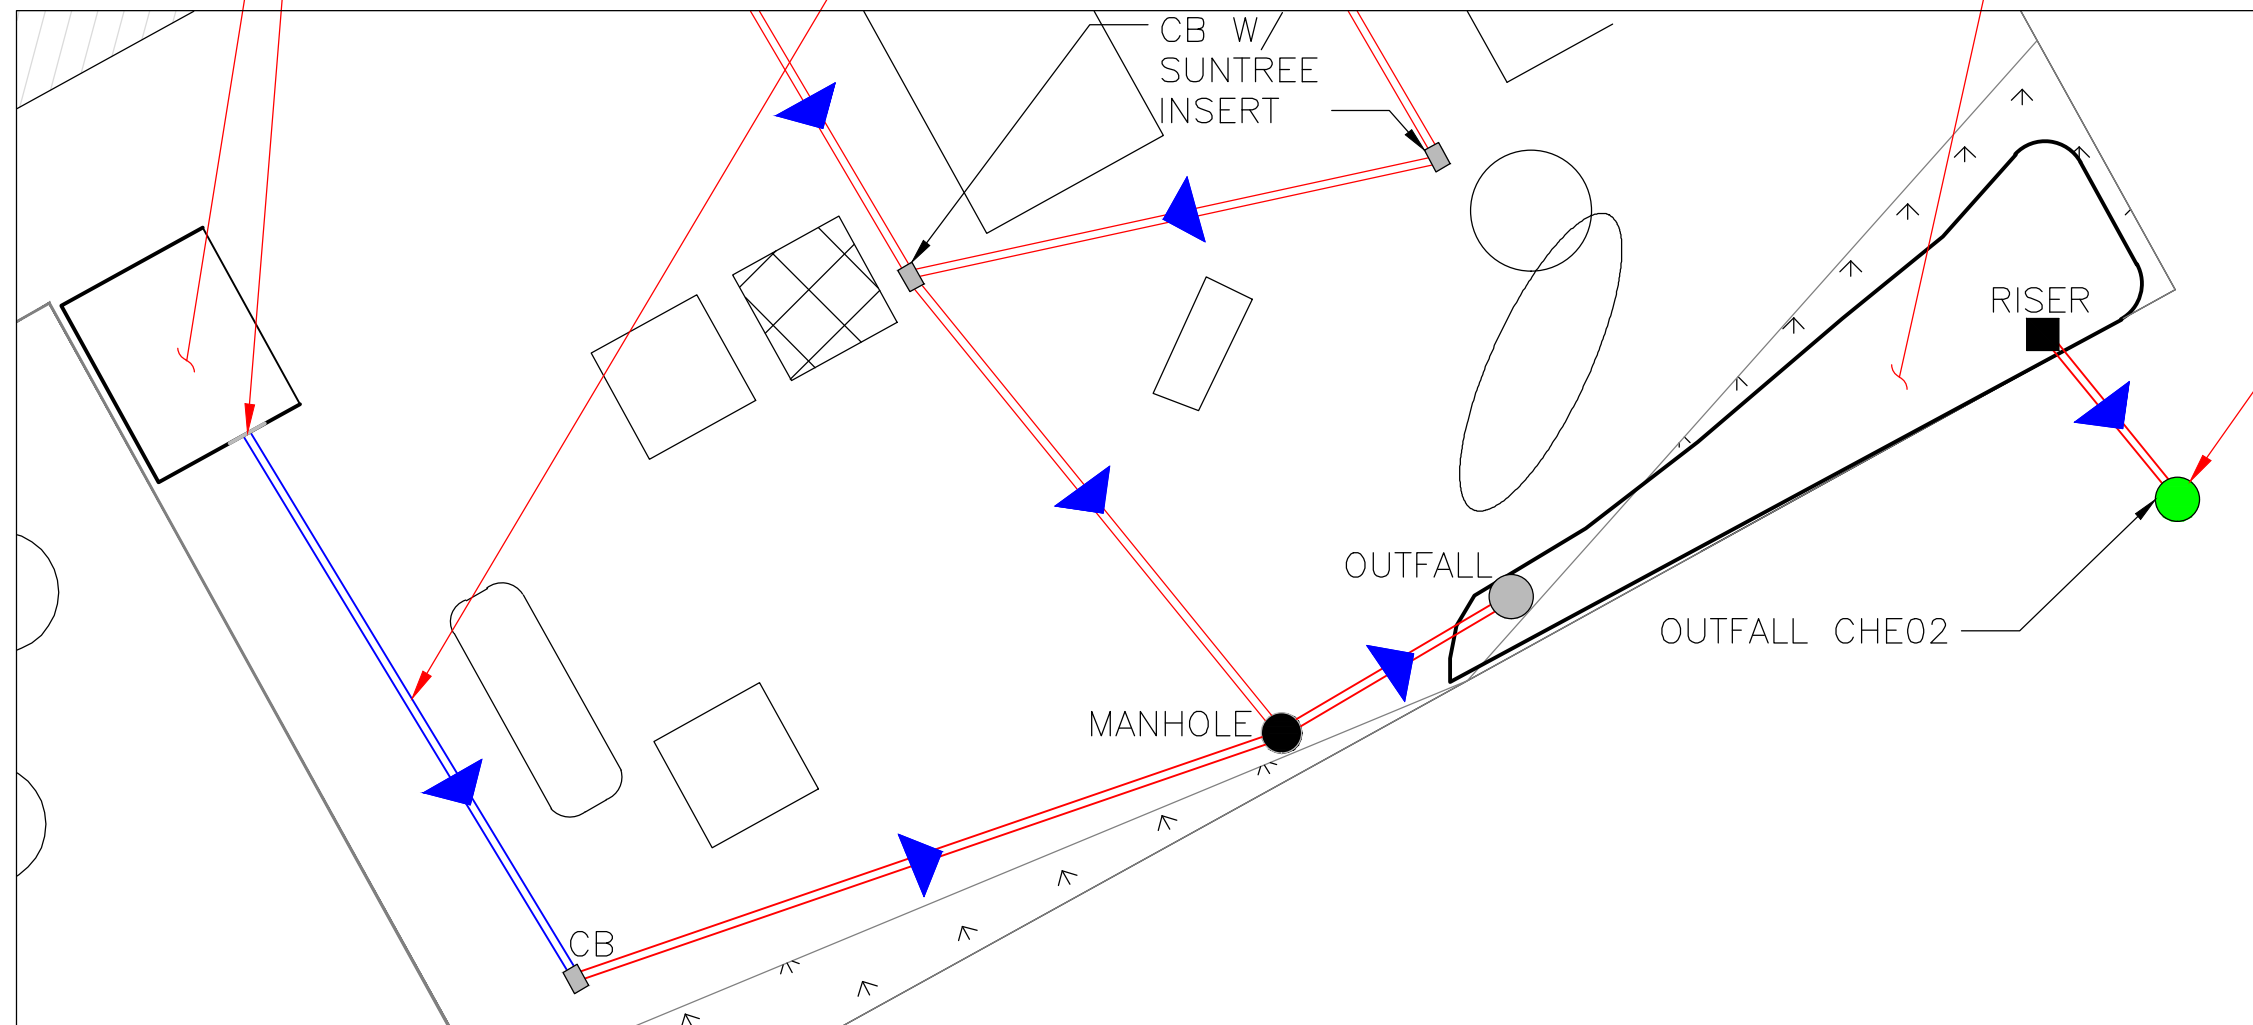 CB W/
SUNTREE
INSERT
RISER
OUTFALL
OUTFALL CHE02
MANHOLE
CB